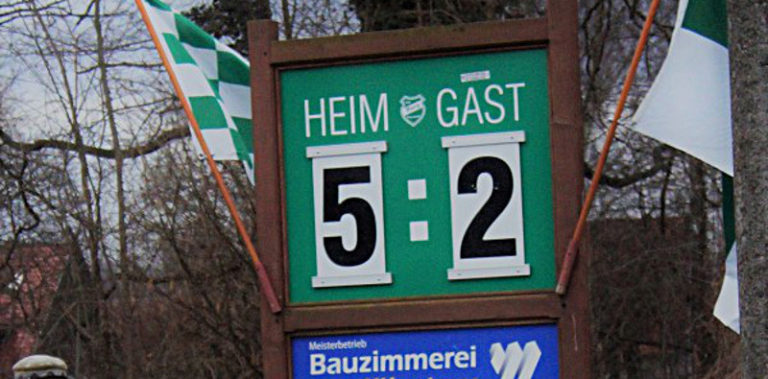 HEIM GAST
5:2
Meisterbetrieb
Bauzimmerei